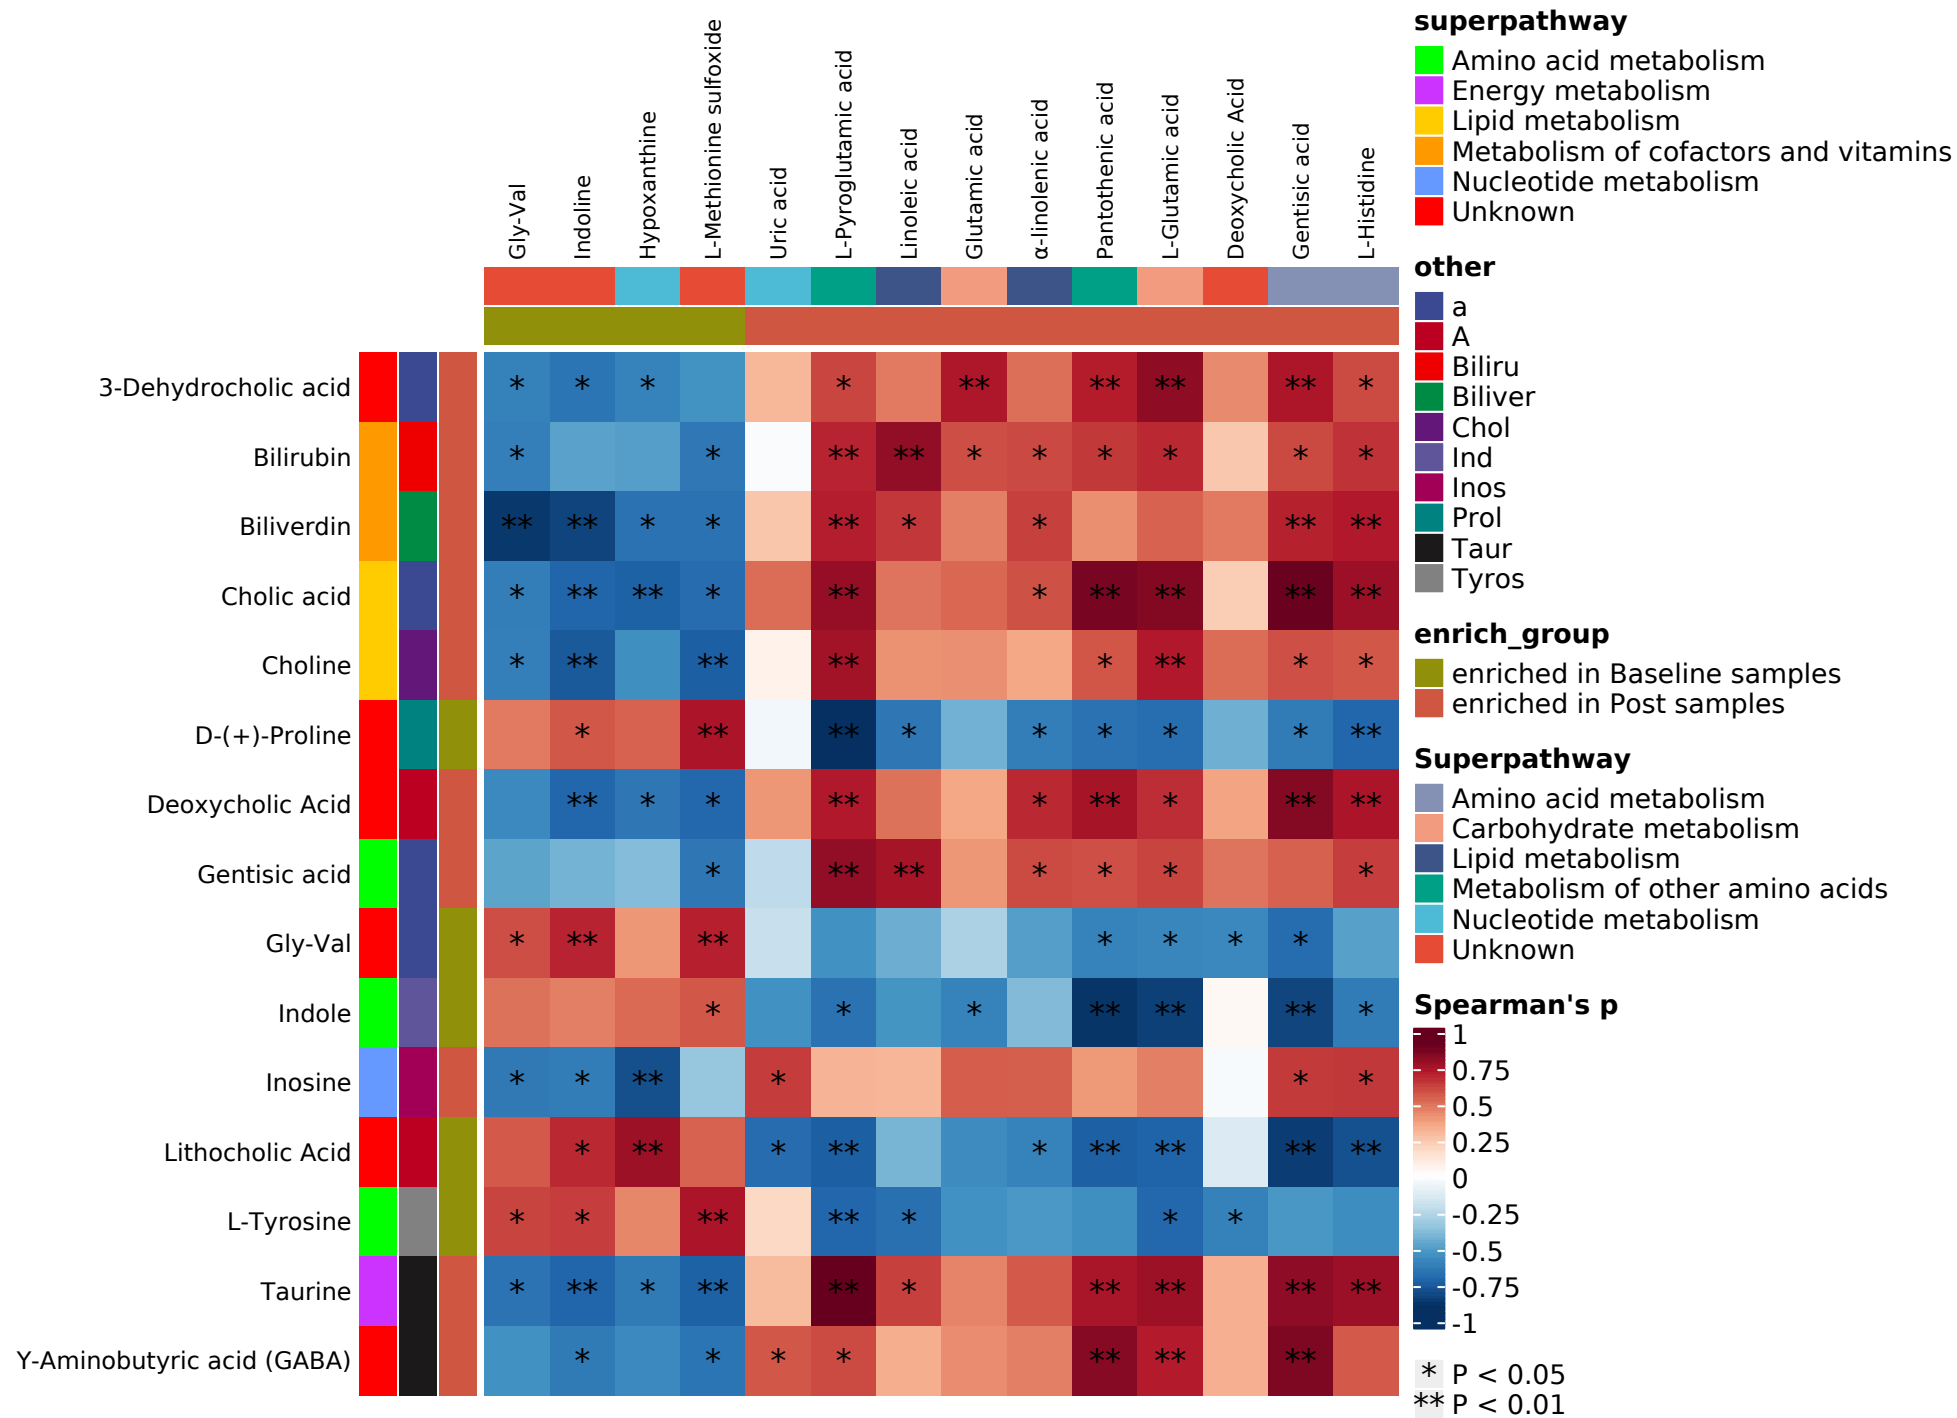 Gly-Val
Indoline
Hypoxanthine
L-Methionine sulfoxide
Uric acid
L-Pyroglutamic acid
Linoleic acid
Glutamic acid
α-linolenic acid
Pantothenic acid
L-Glutamic acid
Deoxycholic Acid
Gentisic acid
L-Histidine
3-Dehydrocholic acid * * * * ** ** ** ** *
Bilirubin * * ** ** * * * * * *
Biliverdin ** ** * * ** * * ** **
Cholic acid * ** ** * ** * ** ** ** **
Choline * ** ** ** * ** * *
D-(+)-Proline * ** ** * * * * * **
Deoxycholic Acid ** * * ** * ** * ** **
Gentisic acid * ** ** * * * *
Gly-Val * ** ** * * * *
Indole * * * ** ** ** *
Inosine * * ** * * *
Lithocholic Acid * ** * ** * ** ** ** **
L-Tyrosine * * ** ** * * *
Taurine * ** * ** ** * ** ** ** **
Y-Aminobutyric acid (GABA) * * * * ** ** **
superpathway
Amino acid metabolism
Energy metabolism
Lipid metabolism
Metabolism of cofactors and vitamins
Nucleotide metabolism
Unknown
other
a
A
Biliru
Biliver
Chol
Ind
Inos
Prol
Taur
Tyros
enrich_group
enriched in Baseline samples
enriched in Post samples
Superpathway
Amino acid metabolism
Carbohydrate metabolism
Lipid metabolism
Metabolism of other amino acids
Nucleotide metabolism
Unknown
Spearman's p
1
0.75
0.5
0.25
0
-0.25
-0.5
-0.75
-1
* P < 0.05
** P < 0.01